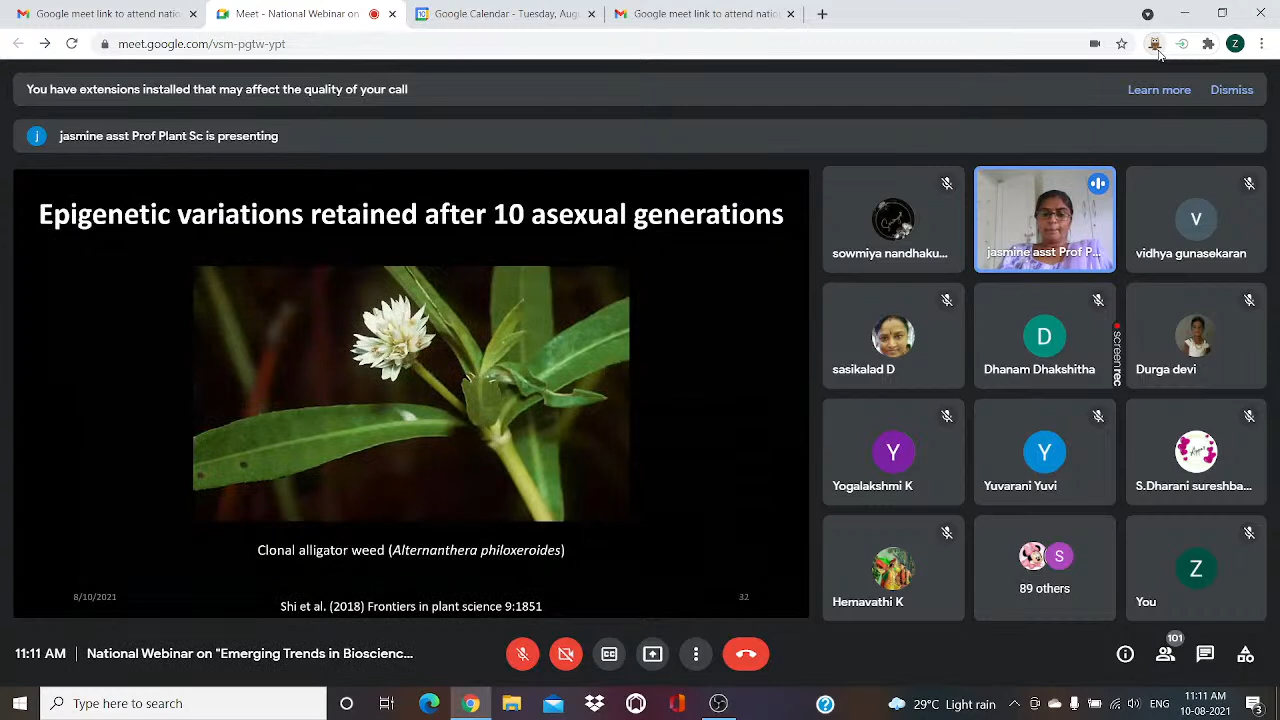 Google meet link to attend nation
Meet - National Webinar on
Google Calendar - Tuesday, Aug
Google meet link to attend natio
meet.google.com/vsm-pgtw-ypt
Z
You have extensions installed that may affect the quality of your call
Learn more
Dismiss
j
jasmine asst Prof Plant Sc is presenting
Epigenetic variations retained after 10 asexual generations
Clonal alligator weed (Alternanthera philoxeroides)
8/10/2021
Shi et al. (2018) Frontiers in plant science 9:1851
32
sowmiya nandhaku...
jasmine asst Prof P...
V
vidhya gunasekaran
sasikalad D
D
Dhanam Dhakshitha
Durga devi
screenrec
Y
Yogalakshmi K
Y
Yuvarani Yuvi
S.Dharani sureshba...
Hemavathi K
S
89 others
Z
You
11:11 AM
National Webinar on "Emerging Trends in Bioscienc...
101
Type here to search
29°C Light rain
11:11 AM
10-08-2021
3